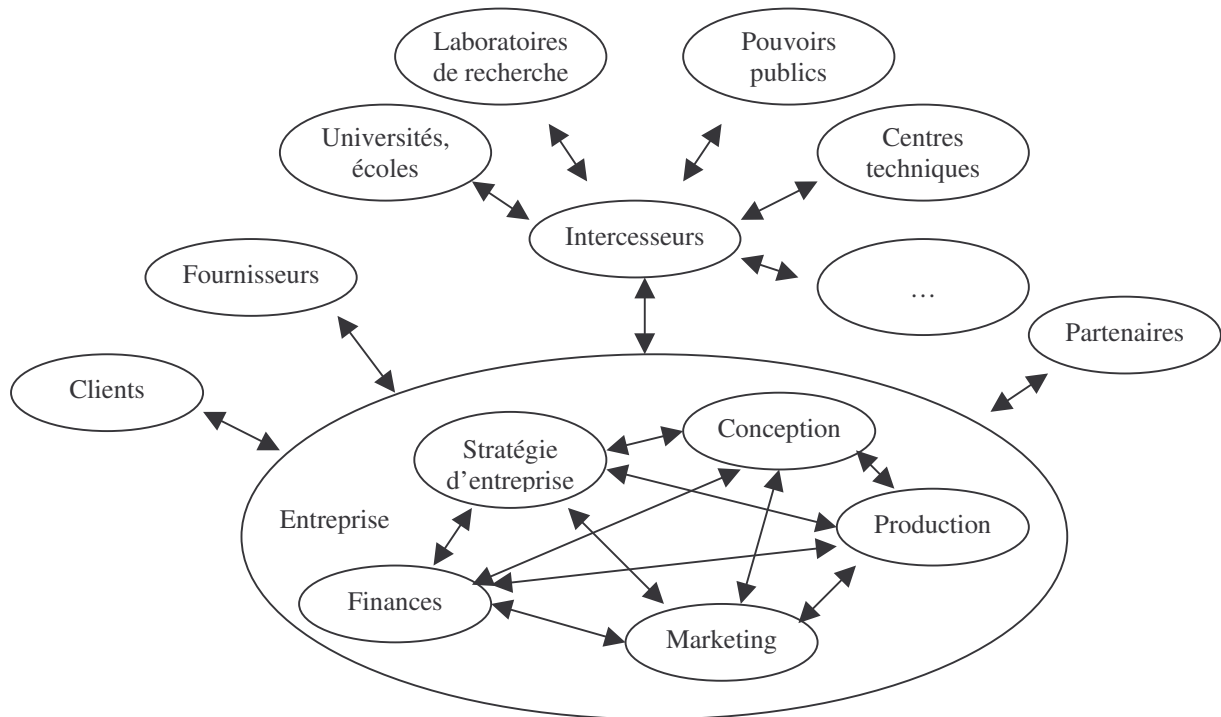 Laboratoires
de recherche
Pouvoirs
publics
Universités,
écoles
Centres
techniques
Intercesseurs
Fournisseurs
…
Partenaires
Clients
Conception
Stratégie
d’entreprise
Entreprise
Production
Finances
Marketing